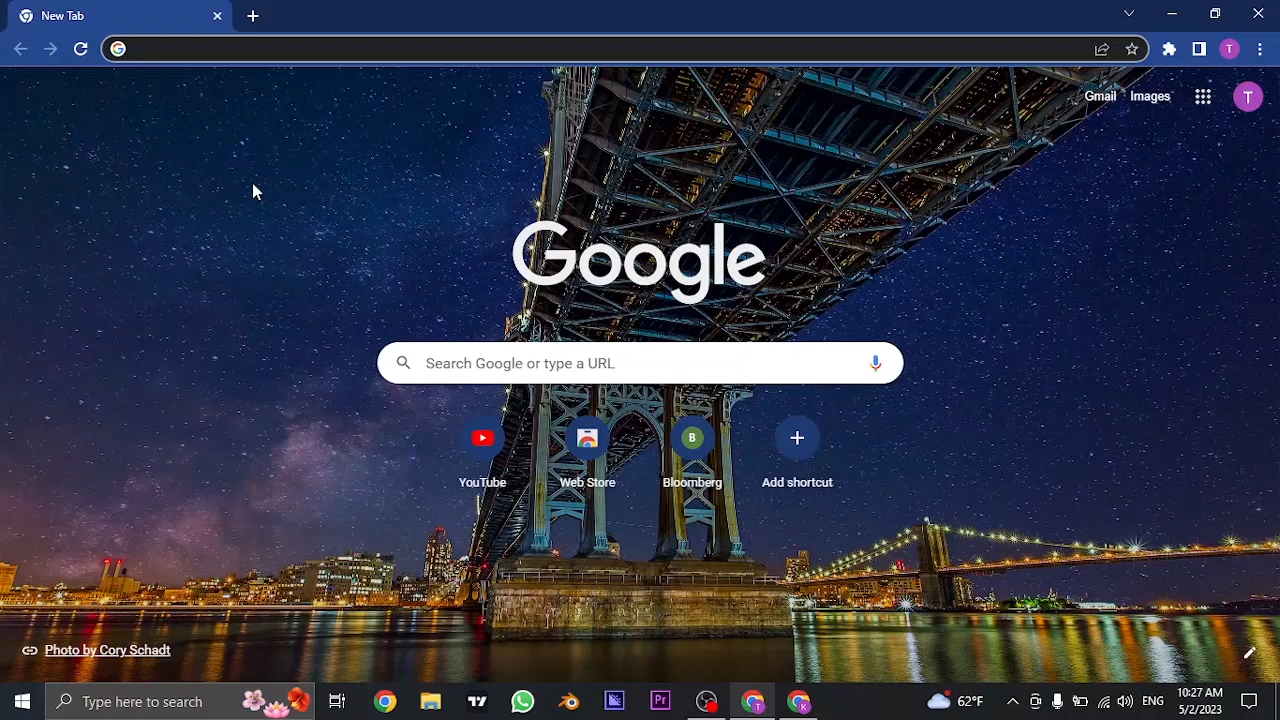 New Tab
T
Gmail
Images
T
Google
Search Google or type a URL
B
YouTube
Web Store
Bloomberg
Add shortcut
Photo by Cory Schadt
Type here to search
Pr
T
K
62°F
ENG
10:27 AM
5/2/2023